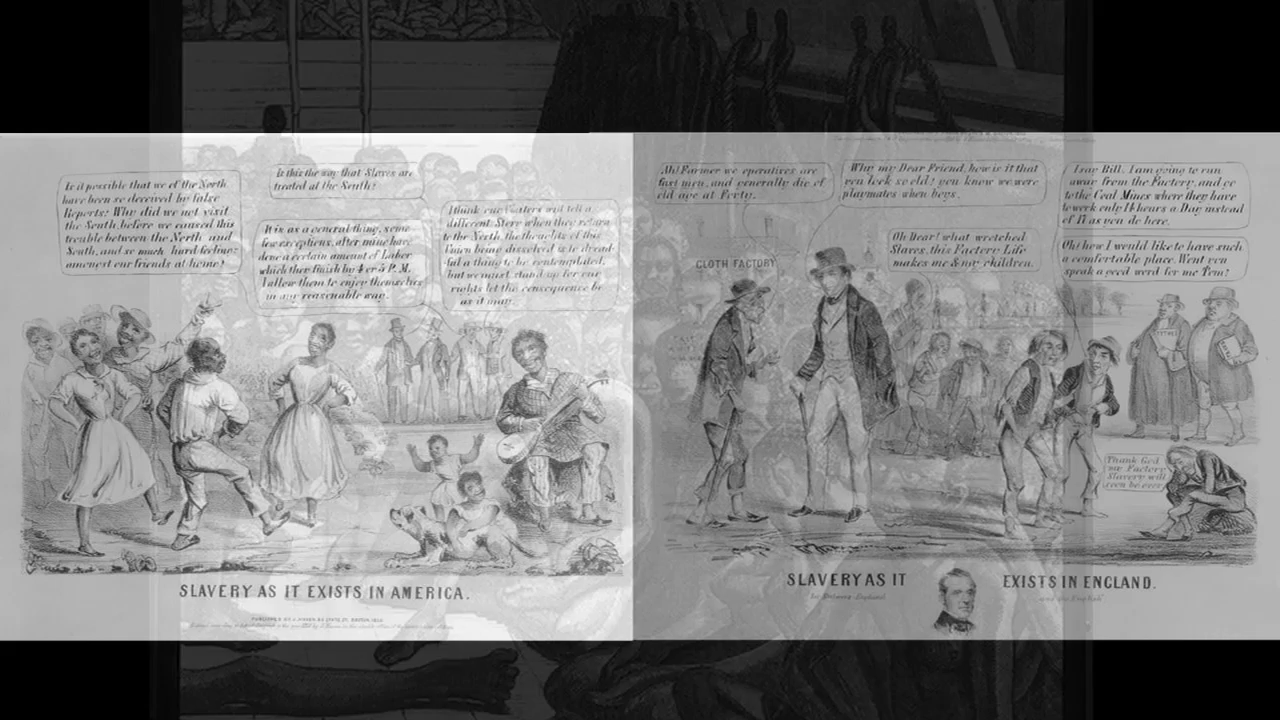 Is it possible that we of the North
have been so deceived by false
Reports? Why did we not visit
the South, before we caused this
trouble between the North and
South, and so much hard feelings
amongst our friends at home!
Is this the way that Slaves are
treated at the South?
It is as a general thing, some
few exceptions, after mine have
done a certain amount of Labor
which they finish by 4 or 5 P. M.
I allow them to enjoy themselves
in any reasonable way.
I think our Visitors will tell a
different Story when they return
to the North, the thoughts of this
Union being dissolved is to dread-
ful a thing to be contemplated,
but we must stand up for our
rights let the consequence be
as it may.
SLAVERY AS IT EXISTS IN AMERICA.
PUBLISHED BY J. HAVEN 86 STATE ST. BOSTON, 1850.
Ah! Farmer we operatives are
fast men, and generally die of
old age at Forty.
Why my Dear Friend, how is it that
you look so old? you know we were
playmates when boys.
I say Bill, I am going to run
away from the Factory, and go
to the Coal Mines where they have
to work only 14 hours a Day instead
of 17 as you do here.
Oh Dear! what wretched
Slaves, this Factory Life
makes me & my children.
Oh! how I would like to have such
a comfortable place. Wont you
speak a good word for me Tom!
CLOTH FACTORY
Thank God
my Factory
Slavery will
soon be over
SLAVERY AS IT EXISTS IN ENGLAND.